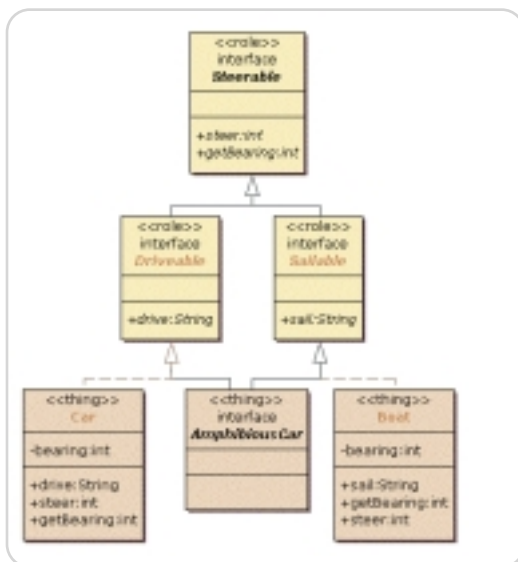 <<role>>
interface
Steerable
+steer:int
+getBearing:int
<<role>>
interface
Driveable
+drive:String
<<role>>
interface
Sailable
+sail:String
<<thing>>
Car
-bearing:int
+drive:String
+steer:int
+getBearing:int
<<thing>>
interface
AmphibiousCar
<<thing>>
Boat
-bearing:int
+sail:String
+getBearing:int
+steer:int